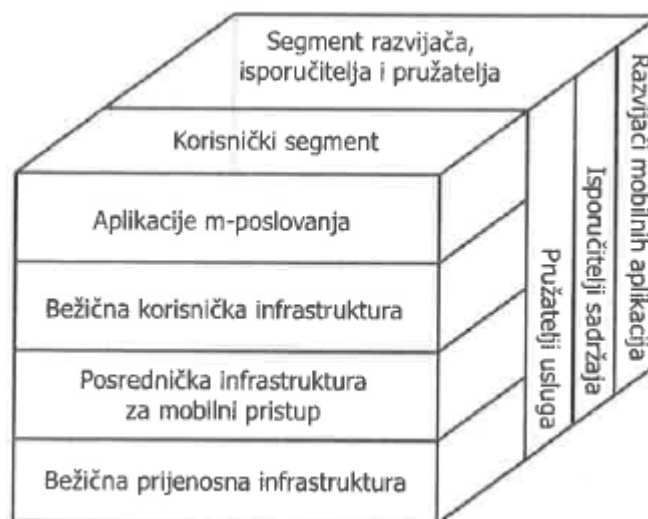 Segment razvijača,
isporučitelja i pružatelja
Korisnički segment
Aplikacije m-poslovanja
Bežična korisnička infrastruktura
Posrednička infrastruktura
za mobilni pristup
Bežična prijenosna infrastruktura
Pružatelji usluga
Isporučitelji sadržaja
Razvijači mobilnih aplikacija